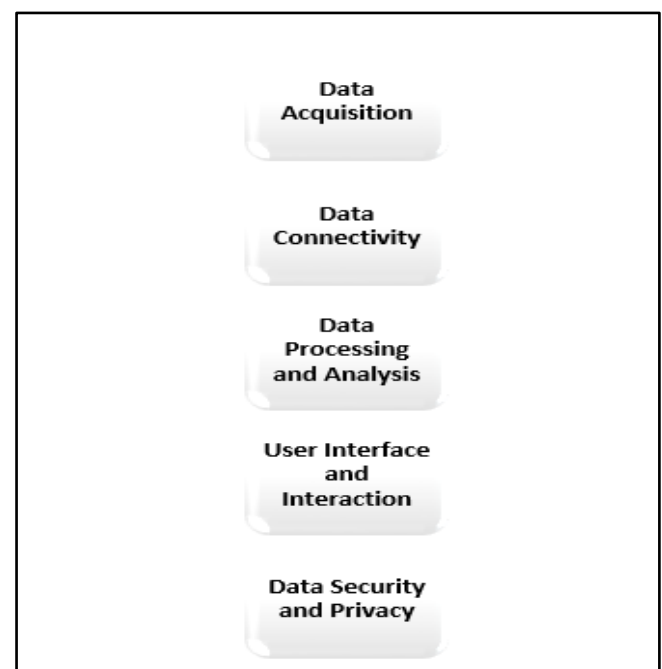 Data
Acquisition
Data
Connectivity
Data
Processing
and Analysis
User Interface
and
Interaction
Data Security
and Privacy